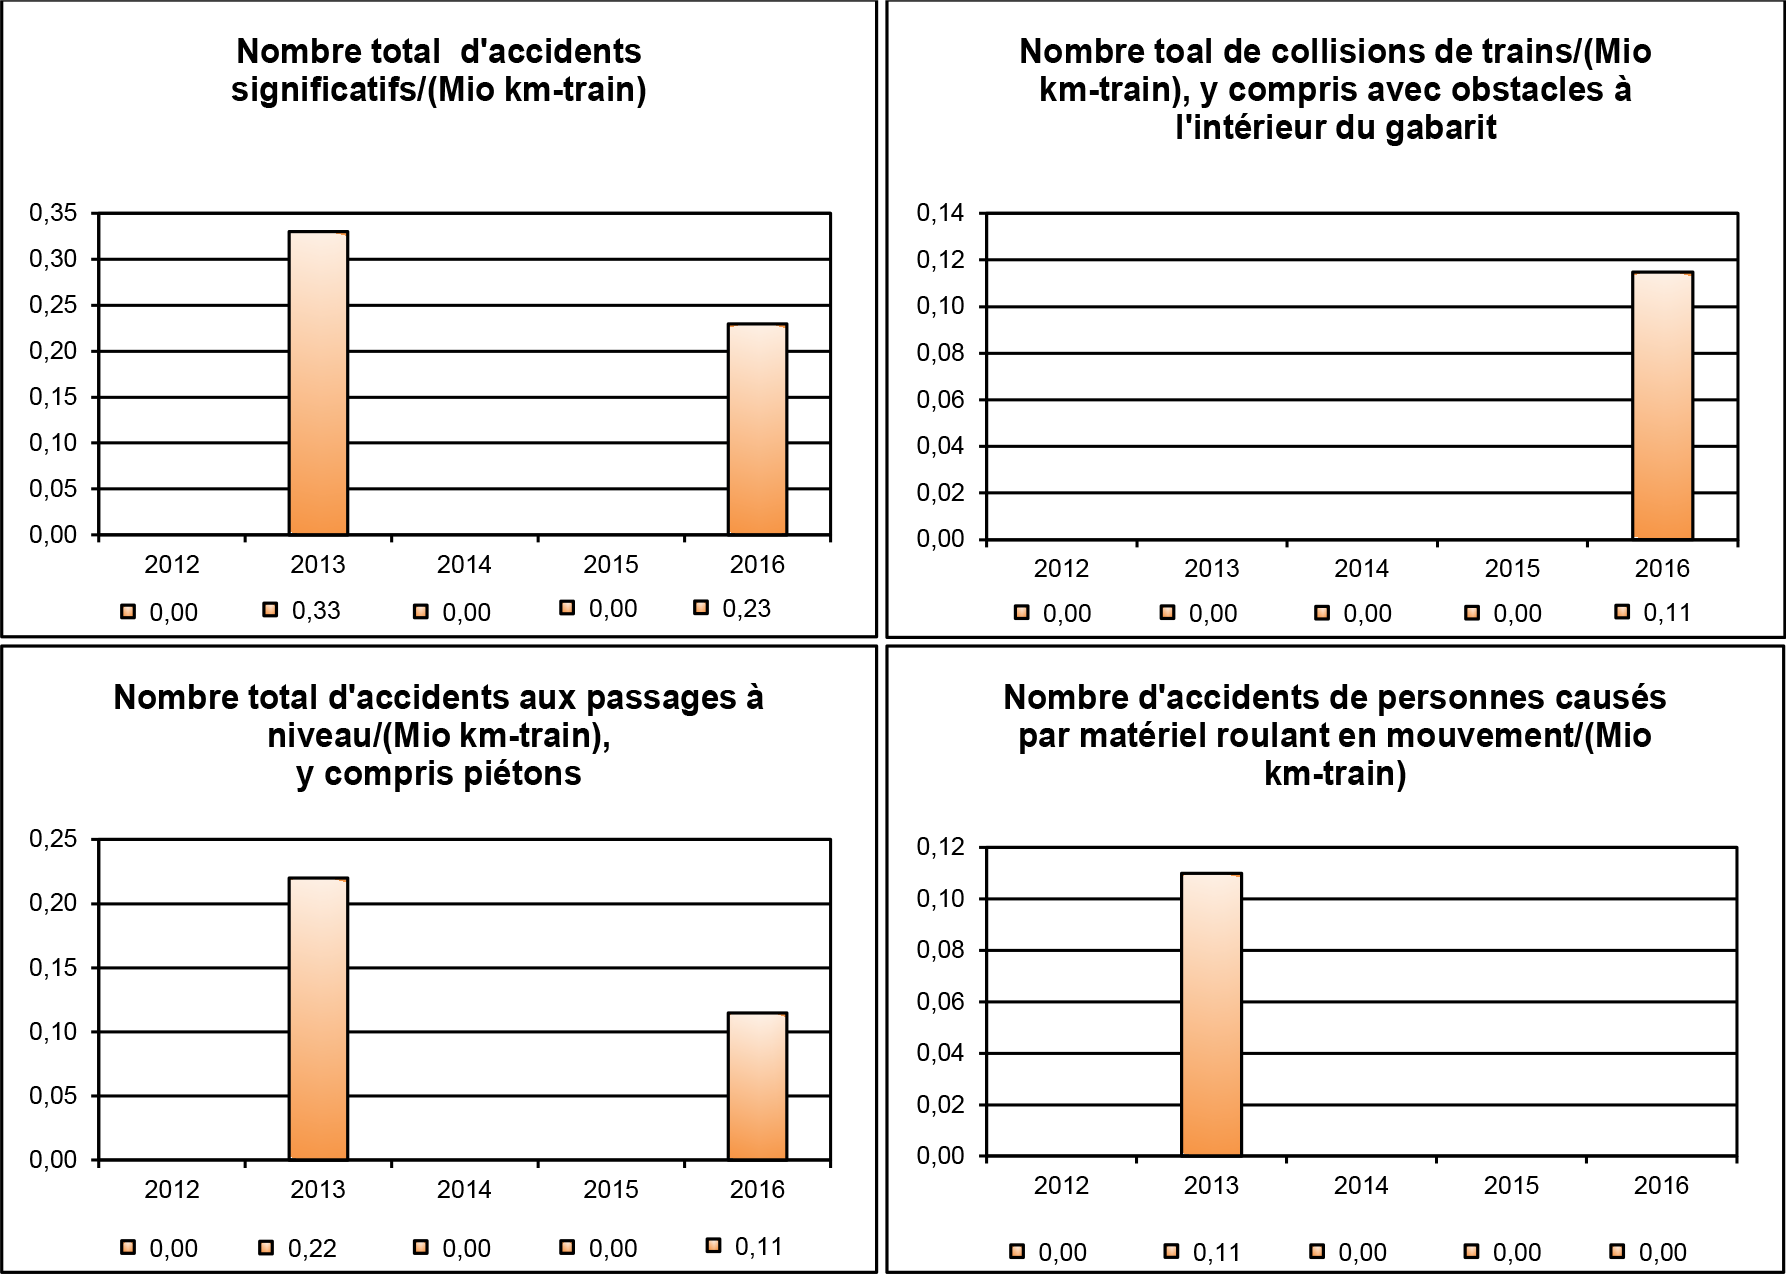 Nombre total  d'accidents
significatifs/(Mio km-train)
0,35
0,30
0,25
0,20
0,15
0,10
0,05
0,00
2012 2013 2014 2015 2016
0,00 0,33 0,00 0,00 0,23
Nombre toal de collisions de trains/(Mio
km-train), y compris avec obstacles à
l'intérieur du gabarit
0,14
0,12
0,10
0,08
0,06
0,04
0,02
0,00
2012 2013 2014 2015 2016
0,00 0,00 0,00 0,00 0,11
Nombre total d'accidents aux passages à
niveau/(Mio km-train),
y compris piétons
0,25
0,20
0,15
0,10
0,05
0,00
2012 2013 2014 2015 2016
0,00 0,22 0,00 0,00 0,11
Nombre d'accidents de personnes causés
par matériel roulant en mouvement/(Mio
km-train)
0,12
0,10
0,08
0,06
0,04
0,02
0,00
2012 2013 2014 2015 2016
0,00 0,11 0,00 0,00 0,00